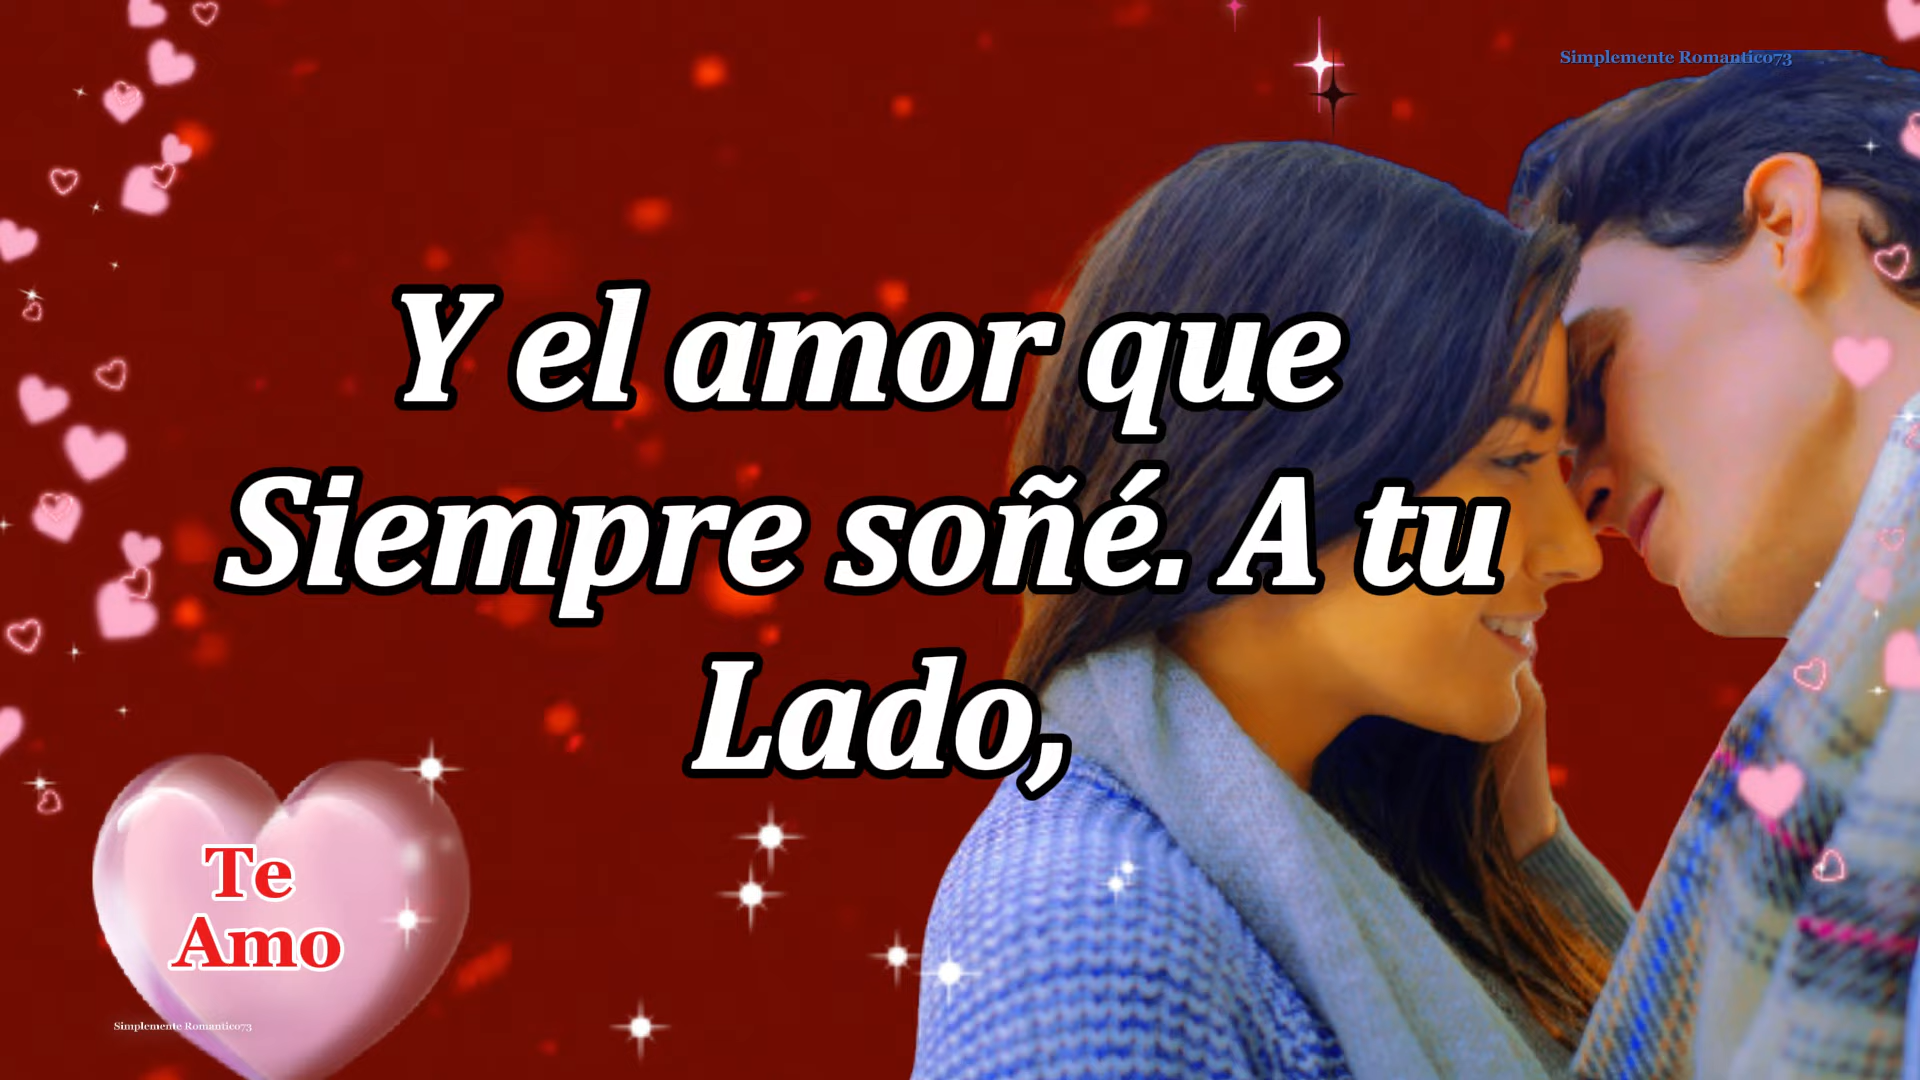 Simplemente Romantico73
Y el amor que
Siempre soñé. A tu
Lado,
Te
Amo
Simplemente Romantico73